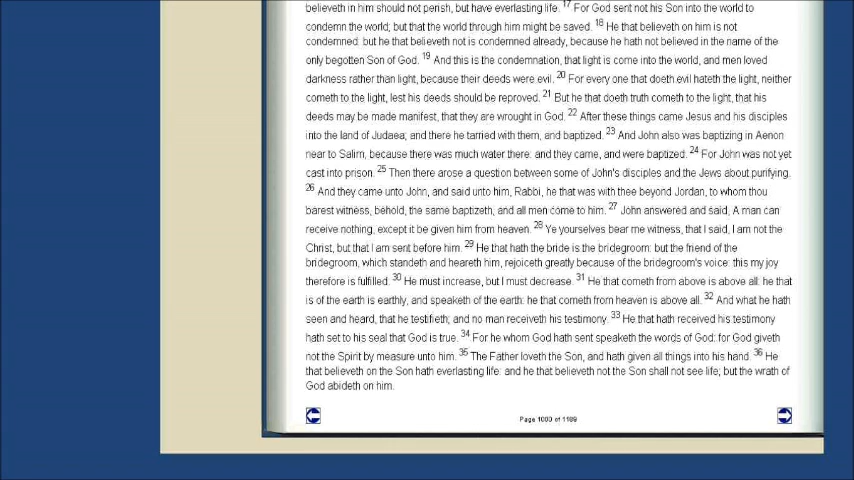 believeth in him should not perish, but have everlasting life. 17 For God sent not his Son into the world to
condemn the world; but that the world through him might be saved. 18 He that believeth on him is not
condemned: but he that believeth not is condemned already, because he hath not believed in the name of the
only begotten Son of God. 19 And this is the condemnation, that light is come into the world, and men loved
darkness rather than light, because their deeds were evil. 20 For every one that doeth evil hateth the light, neither
cometh to the light, lest his deeds should be reproved. 21 But he that doeth truth cometh to the light, that his
deeds may be made manifest, that they are wrought in God. 22 After these things came Jesus and his disciples
into the land of Judaea; and there he tarried with them, and baptized. 23 And John also was baptizing in Aenon
near to Salim, because there was much water there: and they came, and were baptized. 24 For John was not yet
cast into prison. 25 Then there arose a question between some of John's disciples and the Jews about purifying.
26 And they came unto John, and said unto him, Rabbi, he that was with thee beyond Jordan, to whom thou
barest witness, behold, the same baptizeth, and all men come to him. 27 John answered and said, A man can
receive nothing, except it be given him from heaven. 28 Ye yourselves bear me witness, that I said, I am not the
Christ, but that I am sent before him. 29 He that hath the bride is the bridegroom: but the friend of the
bridegroom, which standeth and heareth him, rejoiceth greatly because of the bridegroom's voice: this my joy
therefore is fulfilled. 30 He must increase, but I must decrease. 31 He that cometh from above is above all: he that
is of the earth is earthly, and speaketh of the earth: he that cometh from heaven is above all. 32 And what he hath
seen and heard, that he testifieth; and no man receiveth his testimony. 33 He that hath received his testimony
hath set to his seal that God is true. 34 For he whom God hath sent speaketh the words of God: for God giveth
not the Spirit by measure unto him. 35 The Father loveth the Son, and hath given all things into his hand. 36 He
that believeth on the Son hath everlasting life: and he that believeth not the Son shall not see life; but the wrath of
God abideth on him.
Page 1000 of 1189